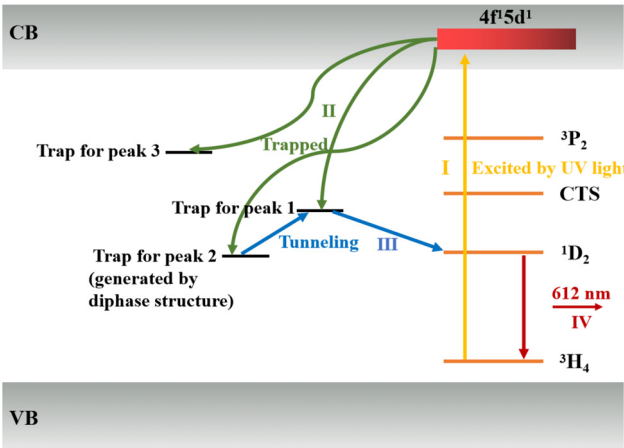 CB
4f¹5d¹
II
³P₂
Trap for peak 3
Trapped
I
Excited by UV light
CTS
Trap for peak 1
Tunneling
III
¹D₂
Trap for peak 2
(generated by
diphase structure)
612 nm
IV
³H₄
VB